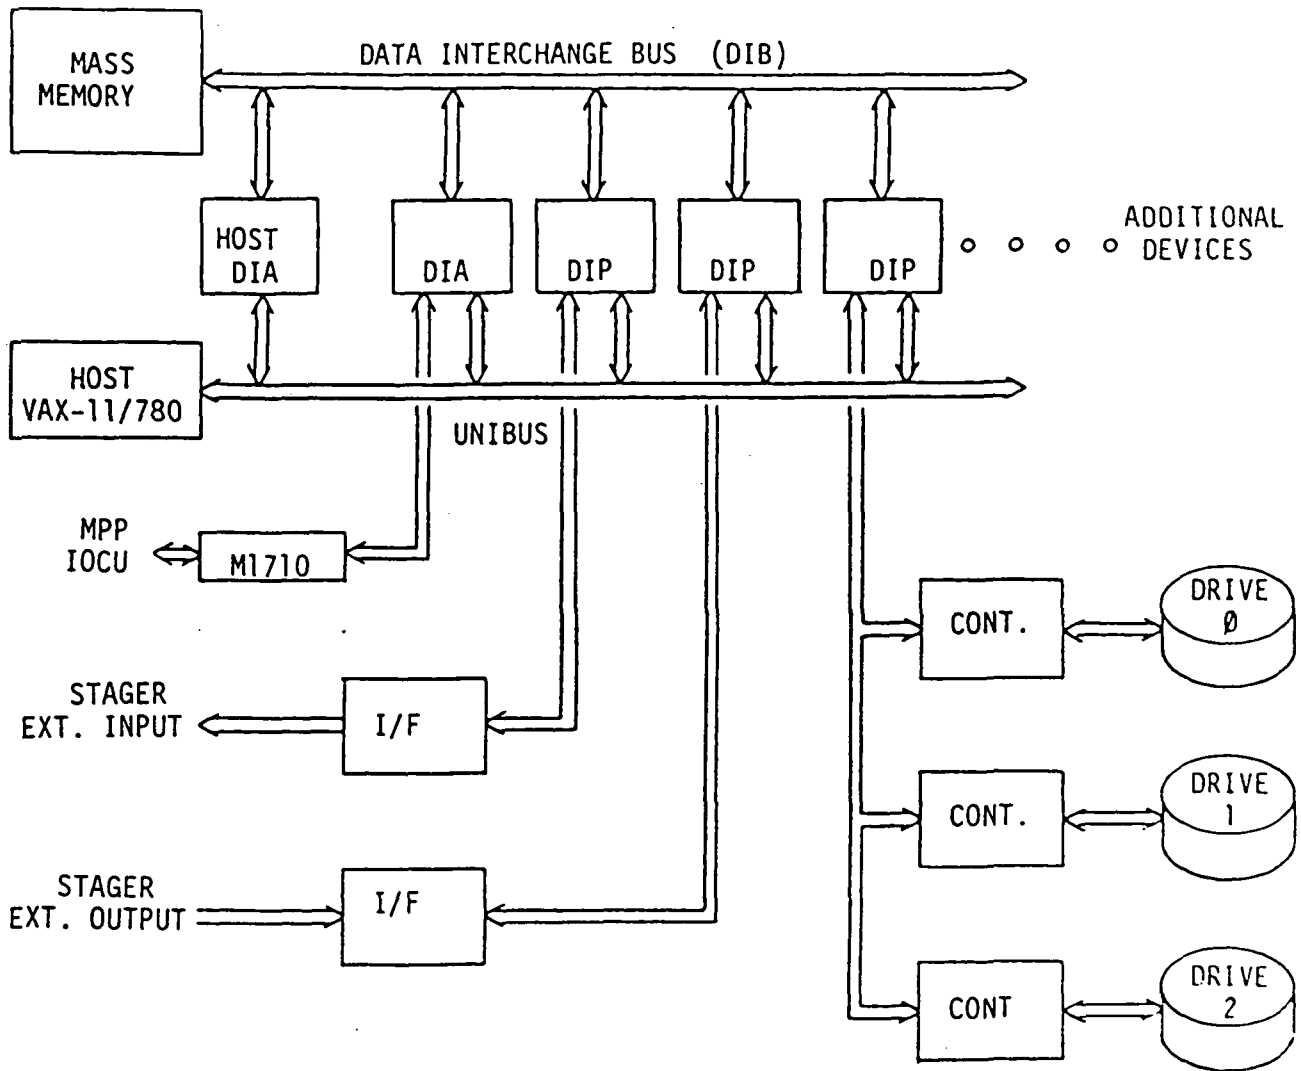 MASS
MEMORY
DATA INTERCHANGE BUS (DIB)
HOST
DIA
DIA
DIP
DIP
DIP
ADDITIONAL
DEVICES
HOST
VAX-11/780
UNIBUS
MPP
IOCU
M1710
CONT.
DRIVE
Ø
STAGER
EXT. INPUT
I/F
CONT.
DRIVE
1
STAGER
EXT. OUTPUT
I/F
CONT
DRIVE
2